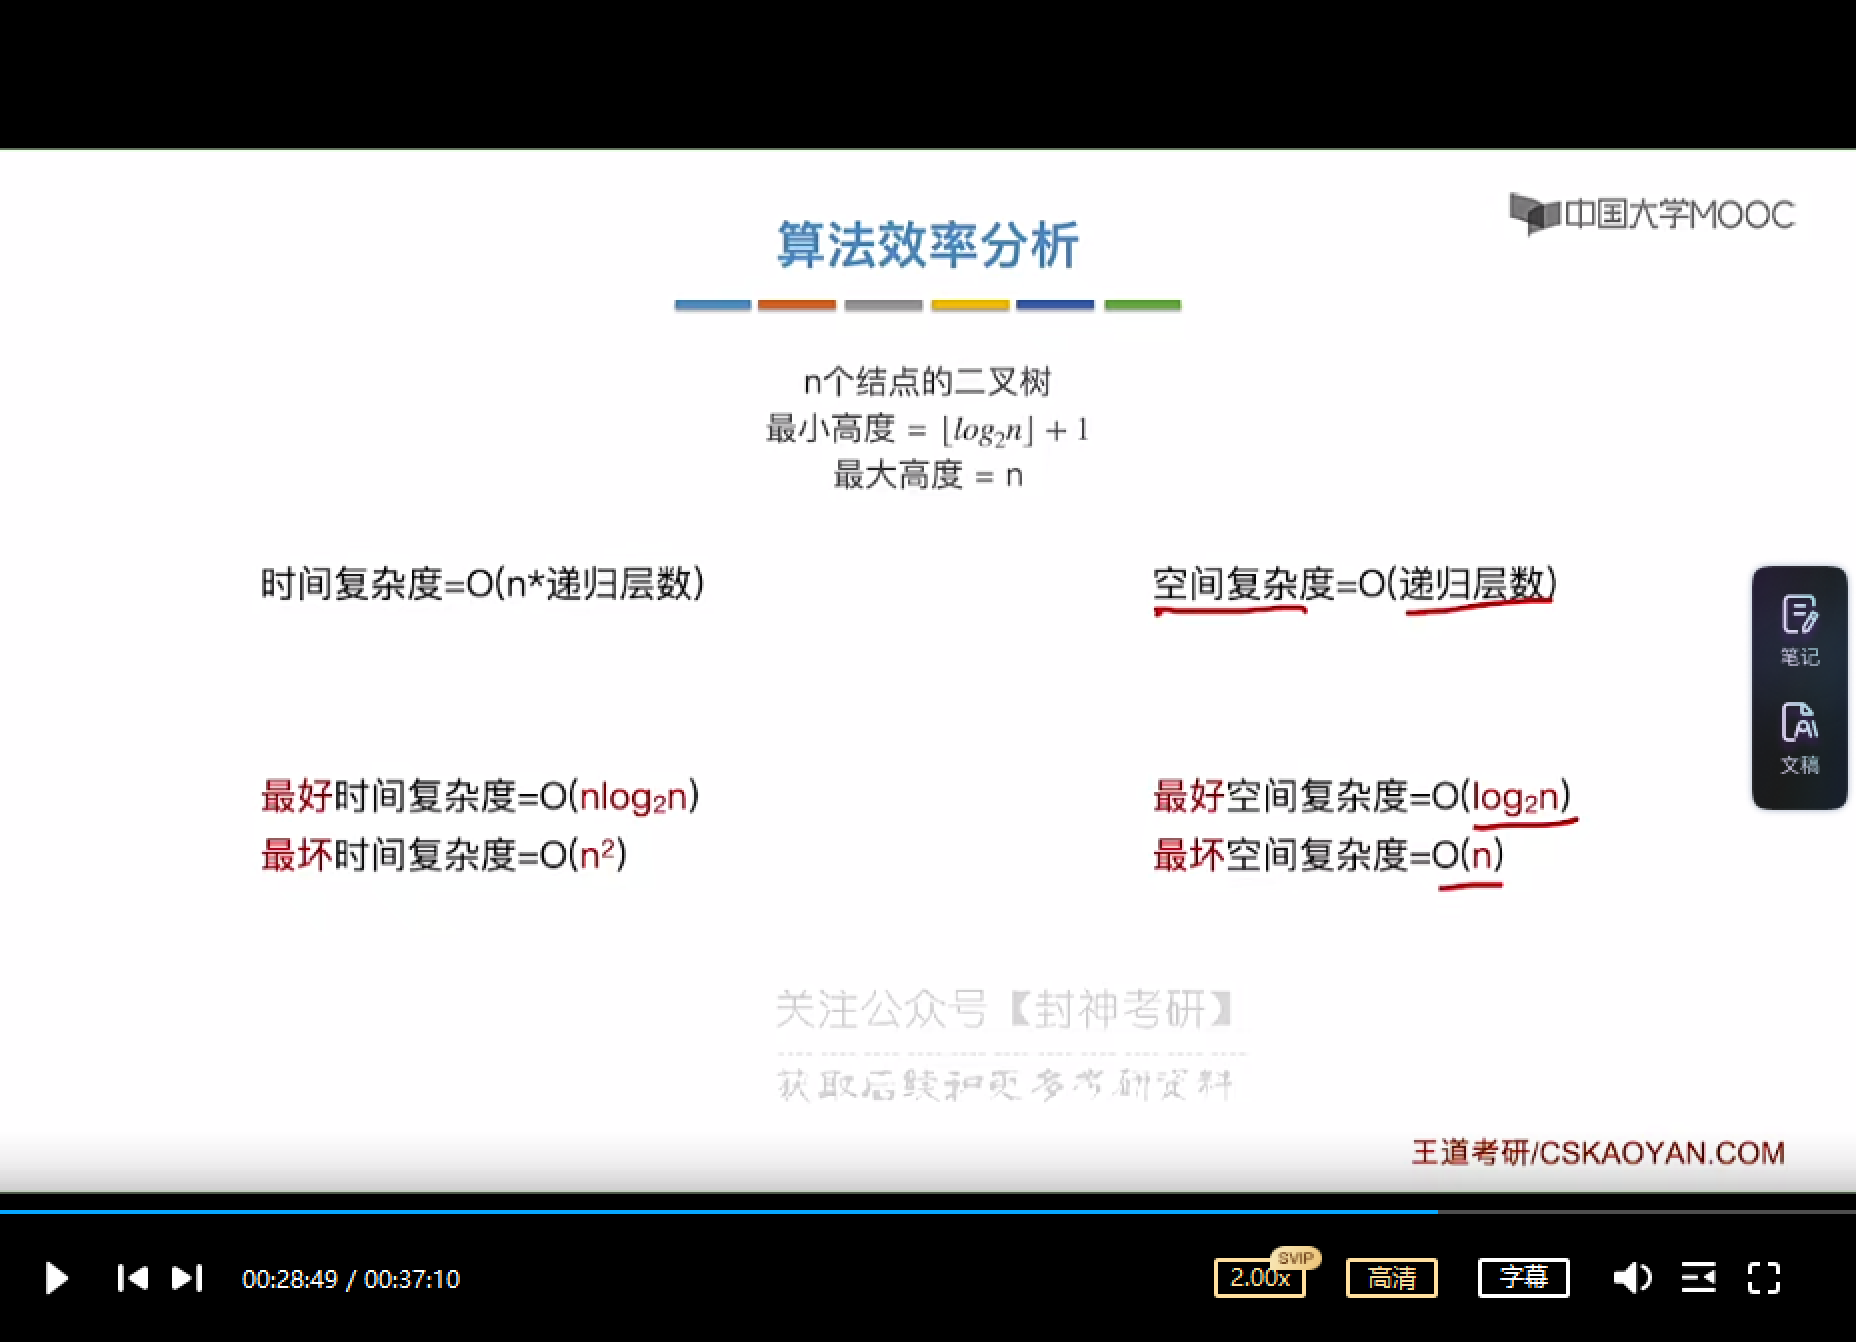 中国大学MOOC
算法效率分析
n个结点的二叉树
最小高度 = ⌊log₂n⌋ + 1
最大高度 = n
时间复杂度=O(n*递归层数)
空间复杂度=O(递归层数)
笔记
文稿
最好时间复杂度=O(nlog₂n)
最坏时间复杂度=O(n²)
最好空间复杂度=O(log₂n)
最坏空间复杂度=O(n)
关注公众号【封神考研】
获取后续和更多考研资料
王道考研/CSKAOYAN.COM
00:28:49 / 00:37:10
SVIP
2.00x
高清
字幕